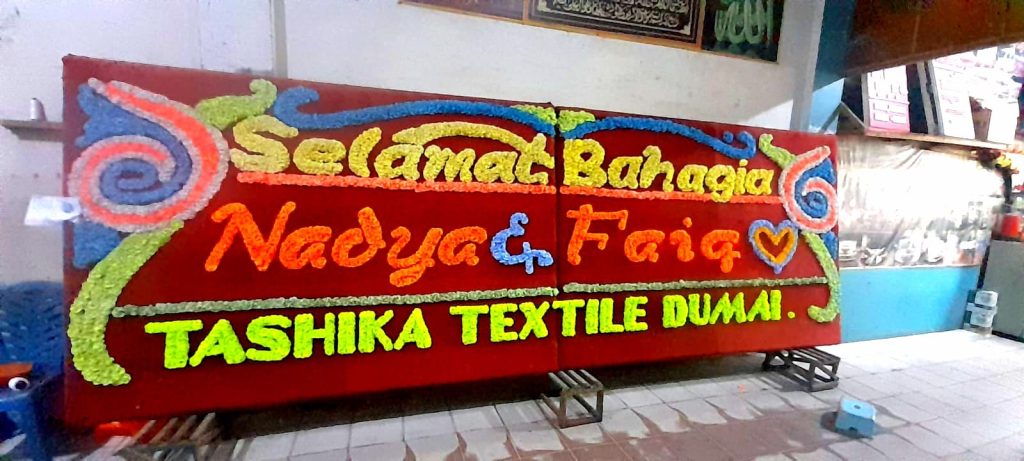 Selamat Bahagia
Nadya & Faiq
TASHIKA TEXTILE DUMAI.